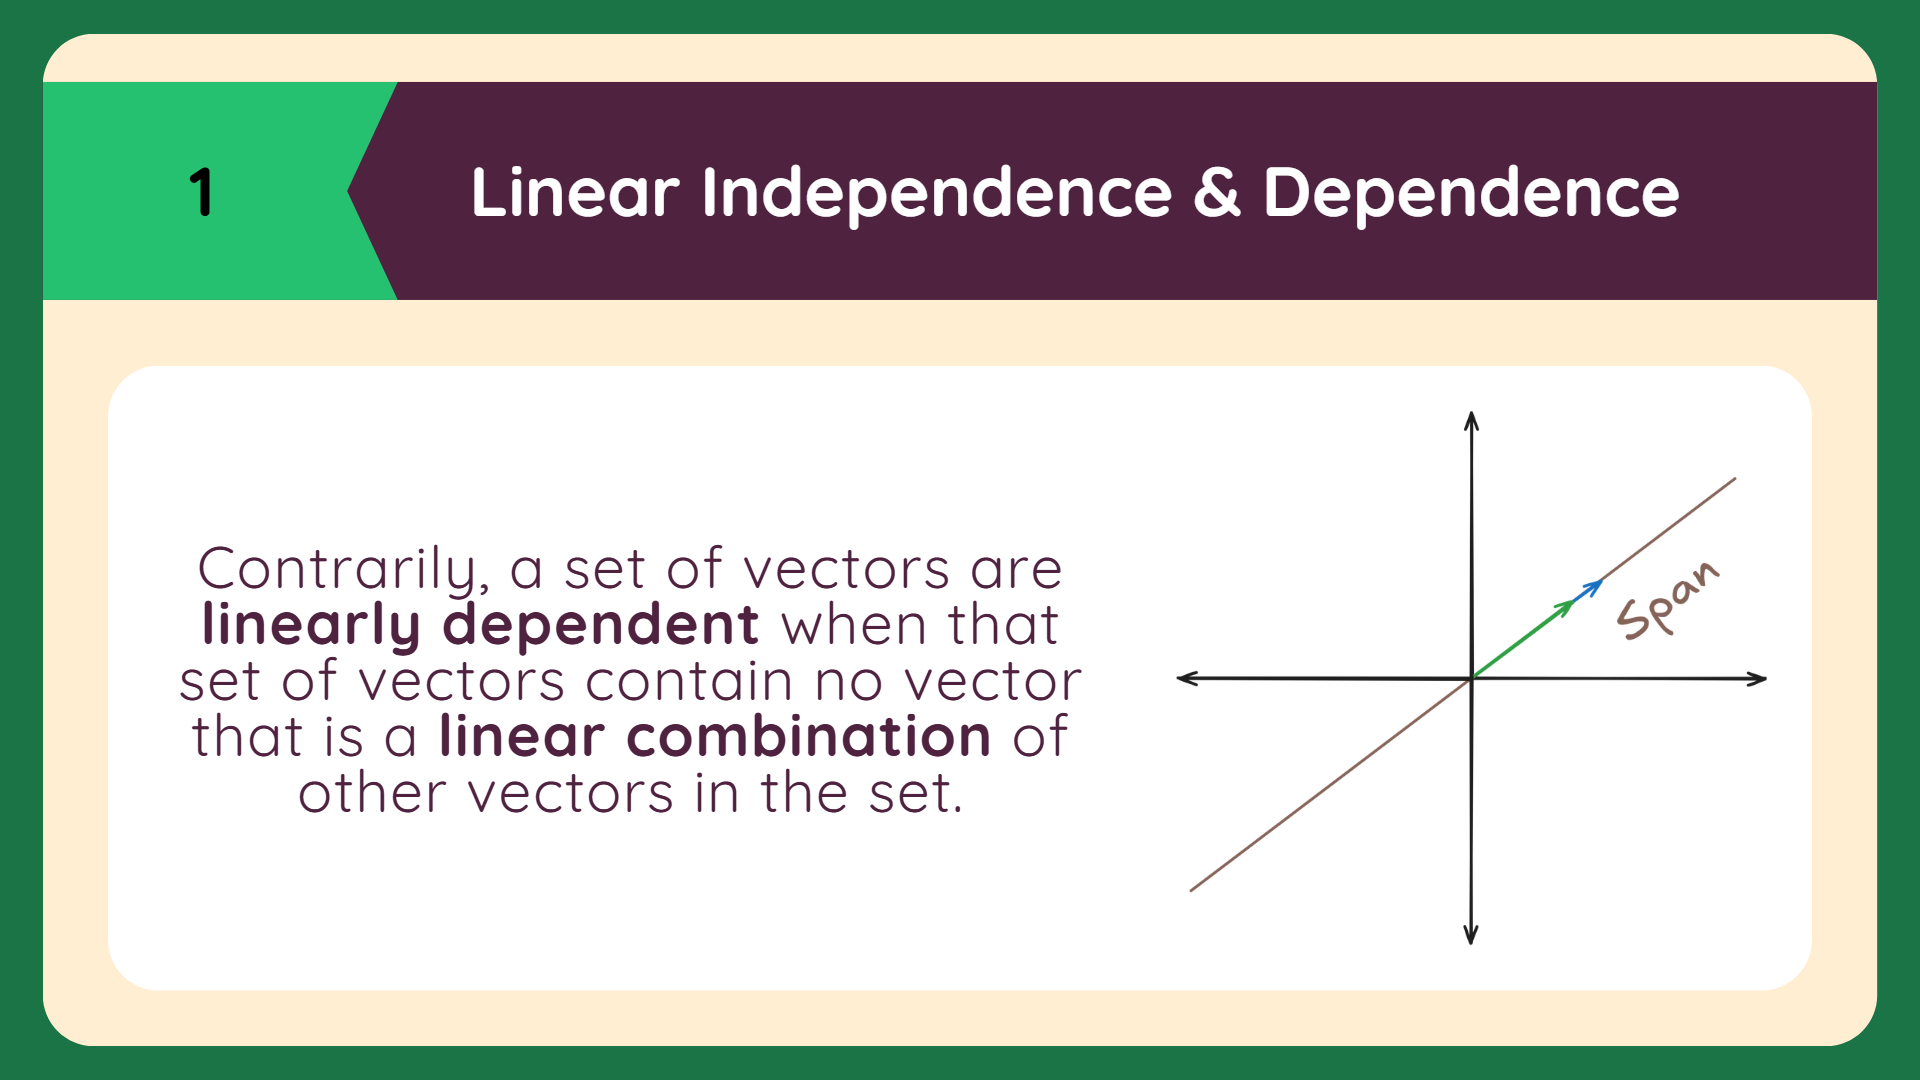 1
Linear Independence & Dependence
Contrarily, a set of vectors are
linearly dependent when that
set of vectors contain no vector
that is a linear combination of
other vectors in the set.
Span